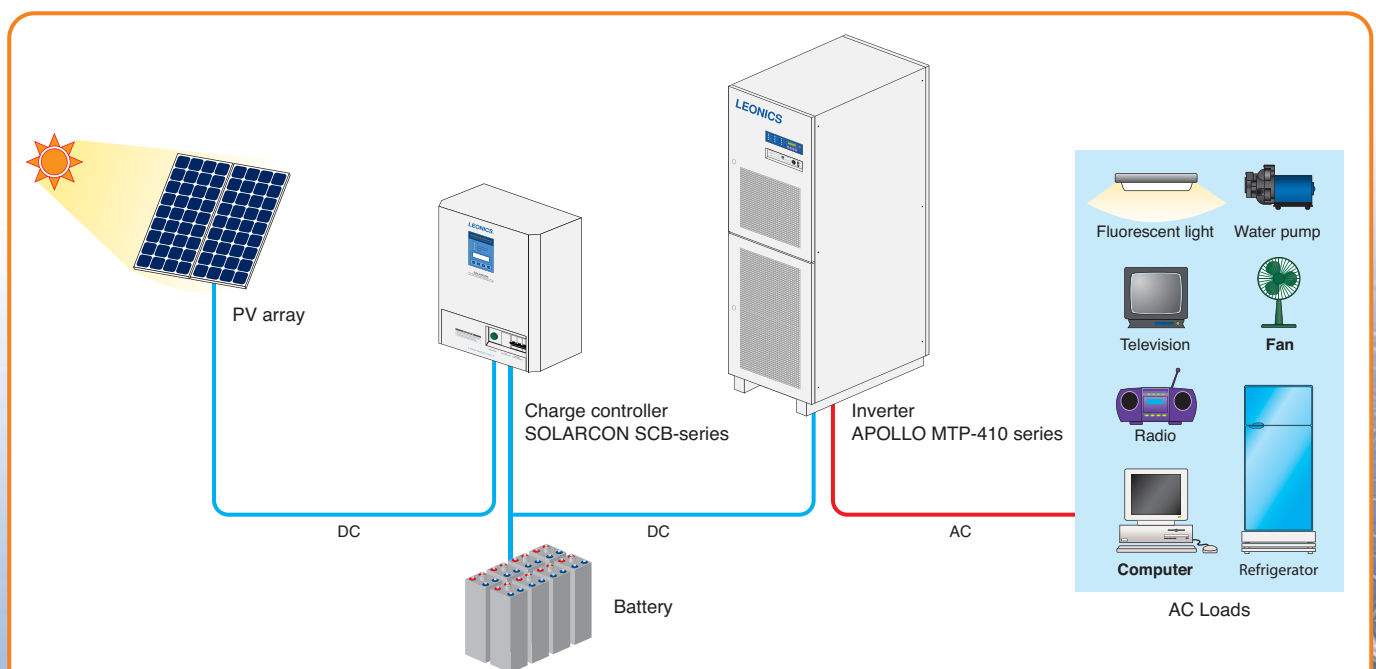 LEONICS
LEONICS
PV array
Charge controller
SOLARCON SCB-series
Inverter
APOLLO MTP-410 series
DC
DC
AC
Battery
Fluorescent light
Water pump
Television
Fan
Radio
Computer
Refrigerator
AC Loads